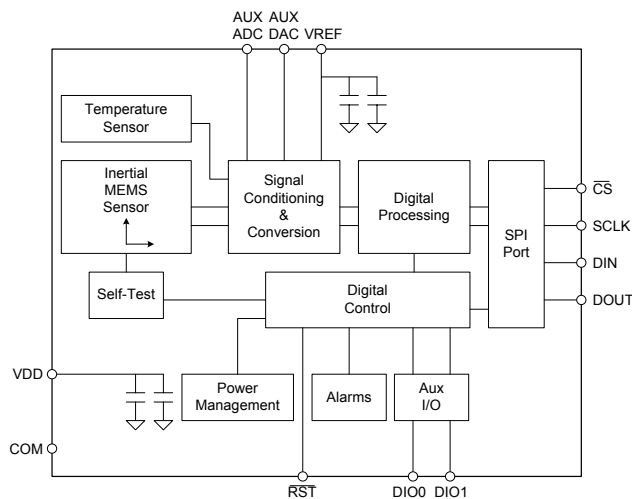 AUX AUX
ADC DAC VREF
Temperature
Sensor
Inertial
MEMS
Sensor
Signal
Conditioning
&
Conversion
Digital
Processing
SPI
Port
CS
SCLK
DIN
DOUT
Self-Test
Digital
Control
VDD
Power
Management
Alarms
Aux
I/O
COM
RST
DIO0 DIO1